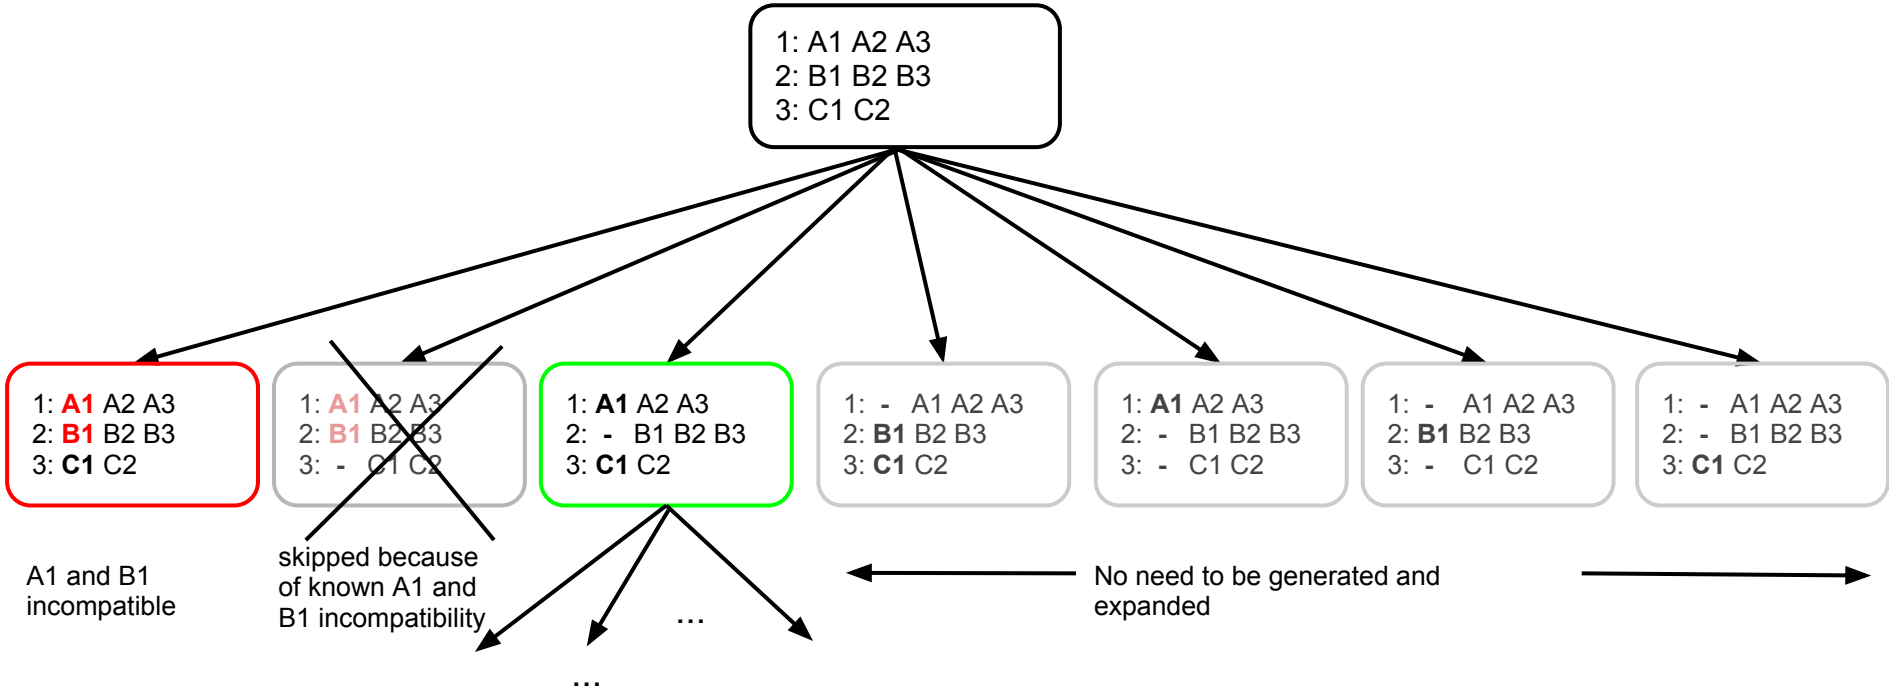 1: A1 A2 A3
2: B1 B2 B3
3: C1 C2
1: A1 A2 A3
2: B1 B2 B3
3: C1 C2
1: A1 A2 A3
2: B1 B2 B3
3: - C1 C2
1: A1 A2 A3
2: - B1 B2 B3
3: C1 C2
1: - A1 A2 A3
2: B1 B2 B3
3: C1 C2
1: A1 A2 A3
2: - B1 B2 B3
3: - C1 C2
1: - A1 A2 A3
2: B1 B2 B3
3: - C1 C2
1: - A1 A2 A3
2: - B1 B2 B3
3: C1 C2
A1 and B1
incompatible
skipped because
of known A1 and
B1 incompatibility
...
...
No need to be generated and
expanded